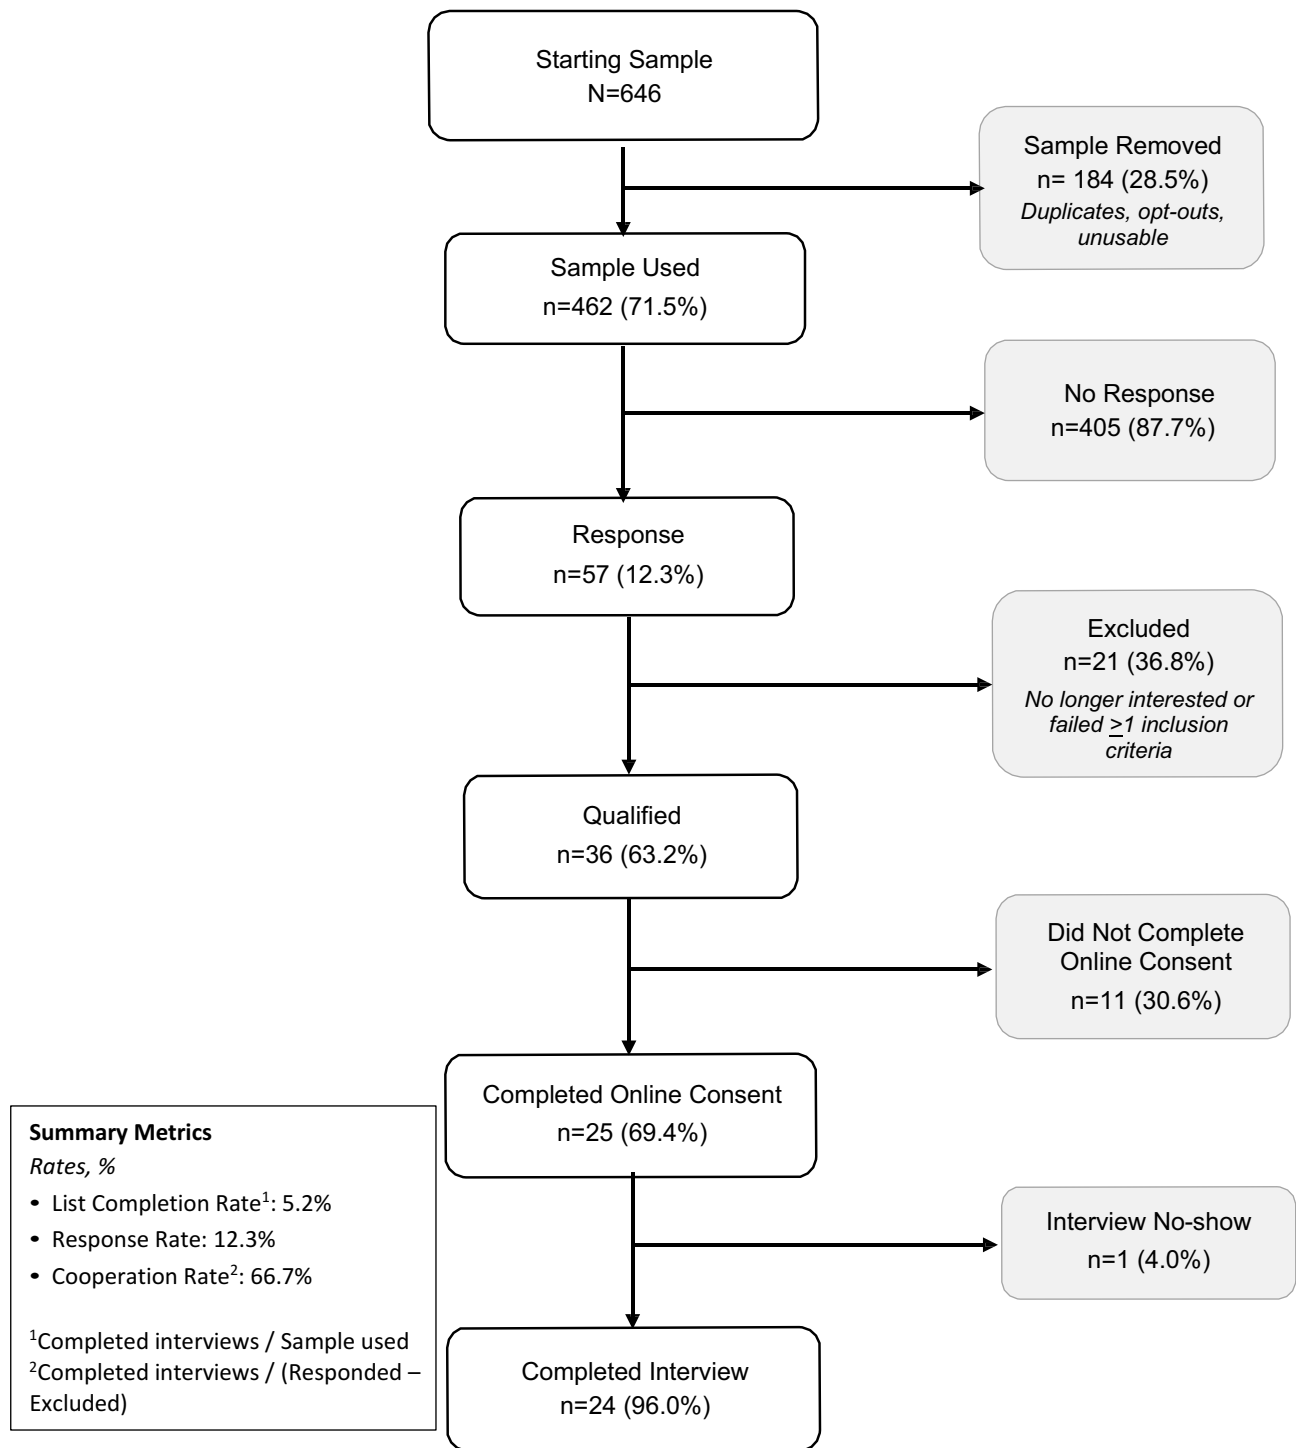 Starting Sample
N=646
Sample Removed
n= 184 (28.5%)
Duplicates, opt-outs,
unusable
Sample Used
n=462 (71.5%)
No Response
n=405 (87.7%)
Response
n=57 (12.3%)
Excluded
n=21 (36.8%)
No longer interested or
failed ≥1 inclusion
criteria
Qualified
n=36 (63.2%)
Did Not Complete
Online Consent
n=11 (30.6%)
Completed Online Consent
n=25 (69.4%)
Interview No-show
n=1 (4.0%)
Completed Interview
n=24 (96.0%)
Summary Metrics
Rates, %
• List Completion Rate¹: 5.2%
• Response Rate: 12.3%
• Cooperation Rate²: 66.7%
¹Completed interviews / Sample used
²Completed interviews / (Responded –
Excluded)